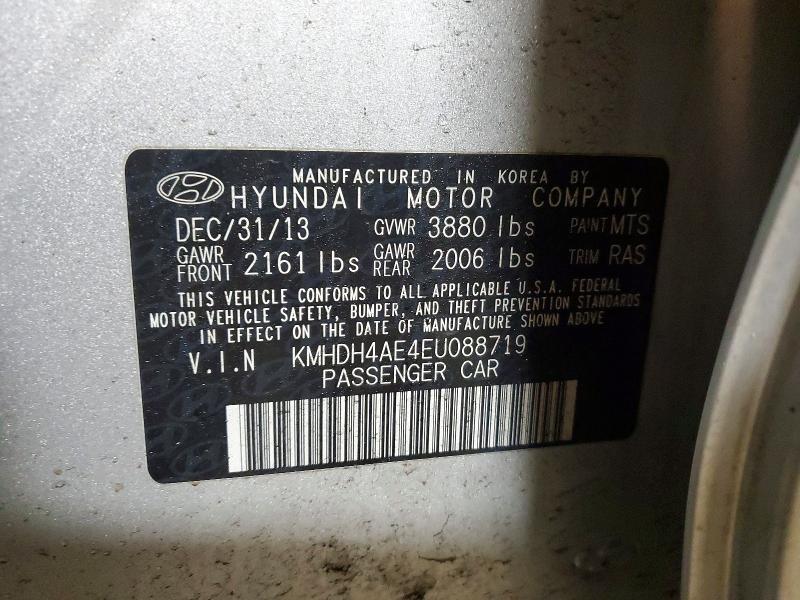 MANUFACTURED IN KOREA BY
HYUNDAI MOTOR COMPANY
DEC/31/13 GVWR 3880 lbs PAINT MTS
GAWR FRONT 2161 lbs GAWR REAR 2006 lbs TRIM RAS
THIS VEHICLE CONFORMS TO ALL APPLICABLE U.S.A. FEDERAL
MOTOR VEHICLE SAFETY, BUMPER, AND THEFT PREVENTION STANDARDS
IN EFFECT ON THE DATE OF MANUFACTURE SHOWN ABOVE.
V.I.N KMHDH4AE4EU088719
PASSENGER CAR